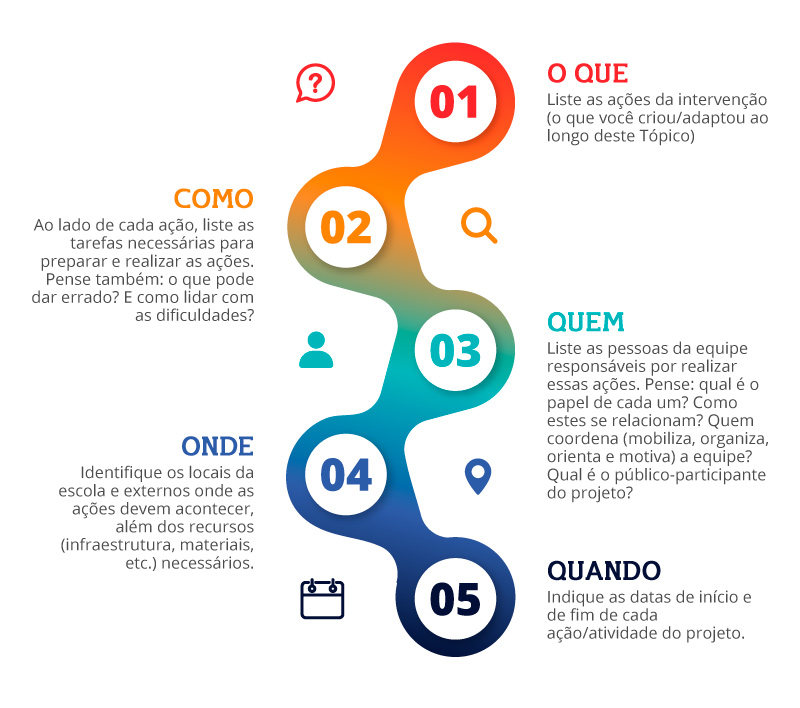 01
O QUE
Liste as ações da intervenção
(o que você criou/adaptou ao
longo deste Tópico)
02
COMO
Ao lado de cada ação, liste as
tarefas necessárias para
preparar e realizar as ações.
Pense também: o que pode
dar errado? E como lidar com
as dificuldades?
03
QUEM
Liste as pessoas da equipe
responsáveis por realizar
essas ações. Pense: qual é o
papel de cada um? Como
estes se relacionam? Quem
coordena (mobiliza, organiza,
orienta e motiva) a equipe?
Qual é o público-participante
do projeto?
04
ONDE
Identifique os locais da
escola e externos onde as
ações devem acontecer,
além dos recursos
(infraestrutura, materiais,
etc.) necessários.
05
QUANDO
Indique as datas de início e
de fim de cada
ação/atividade do projeto.